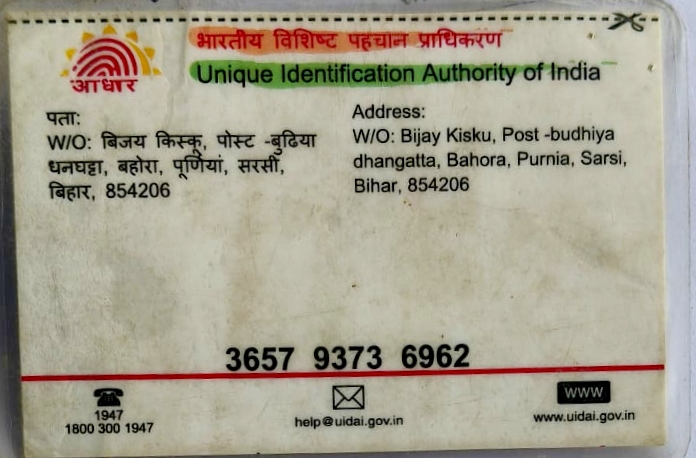 भारतीय विशिष्ट पहचान प्राधिकरण
Unique Identification Authority of India
आधार
पता:
W/O: बिजय किस्कू, पोस्ट -बुढिया
धनघट्टा, बहोरा, पूर्णियां, सरसी,
बिहार, 854206
Address:
W/O: Bijay Kisku, Post -budhiya
dhangatta, Bahora, Purnia, Sarsi,
Bihar, 854206
3657 9373 6962
1947
1800 300 1947
help@uidai.gov.in
www
www.uidai.gov.in